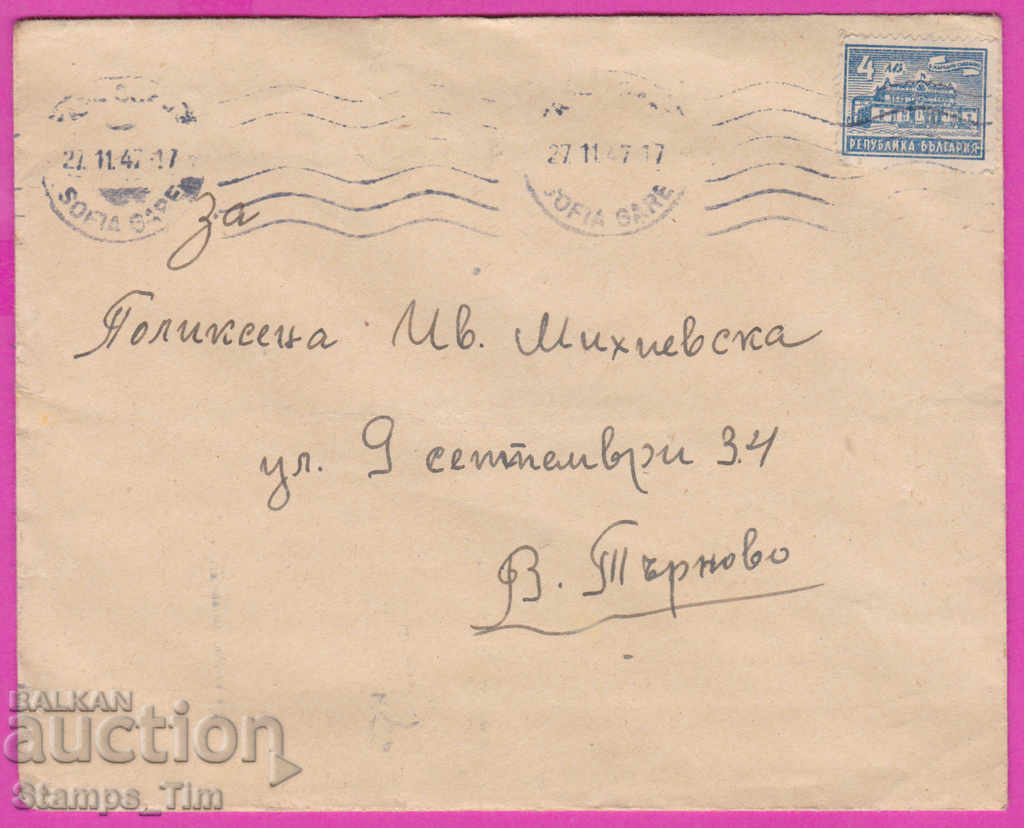 4 ЛВ.
РЕПУБЛИКА БЪЛГАРИЯ
27.11.47-17
SOFIA GARE
27.11.47-17
SOFIA GARE
за
Поликсена Ив. Михневска
ул. 9 септември 34
В. Търново
BALKAN
auction
Stamps_Tim